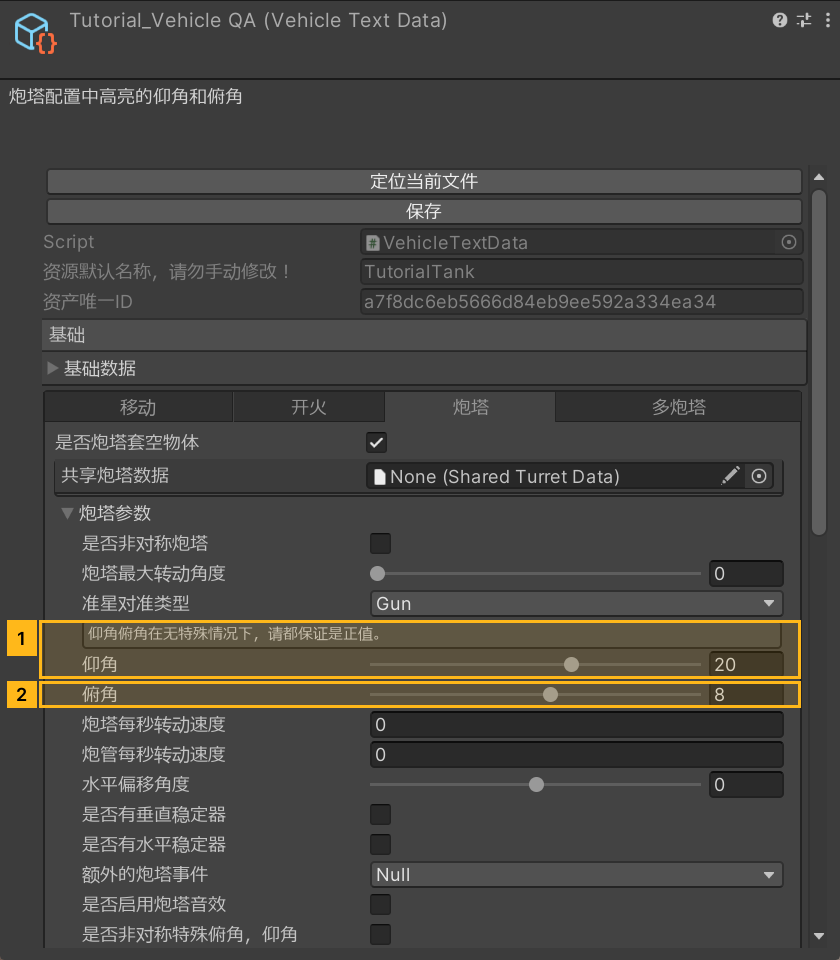 Tutorial_Vehicle QA (Vehicle Text Data)
炮塔配置中高亮的仰角和俯角
定位当前文件
保存
Script VehicleTextData
资源默认名称，请勿手动修改！ TutorialTank
资产唯一ID a7f8dc6eb5666d84eb9ee592a334ea34
基础
基础数据
移动 开火 炮塔 多炮塔
是否炮塔套空物体
共享炮塔数据 None (Shared Turret Data)
炮塔参数
是否非对称炮塔
炮塔最大转动角度 0
准星对准类型 Gun
1 仰角俯角在无特殊情况下，请都保证是正值。
仰角 20
2 俯角 8
炮塔每秒转动速度 0
炮管每秒转动速度 0
水平偏移角度 0
是否有垂直稳定器
是否有水平稳定器
额外的炮塔事件 Null
是否启用炮塔音效
是否非对称特殊俯角，仰角